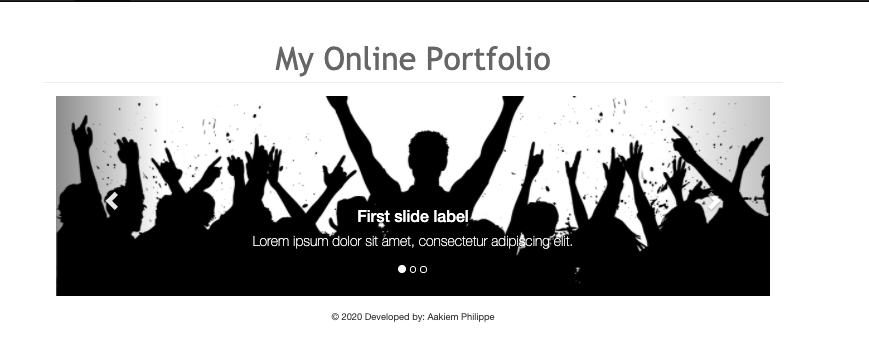 My Online Portfolio
First slide label
Lorem ipsum dolor sit amet, consectetur adipiscing elit.
© 2020 Developed by: Aakiem Philippe